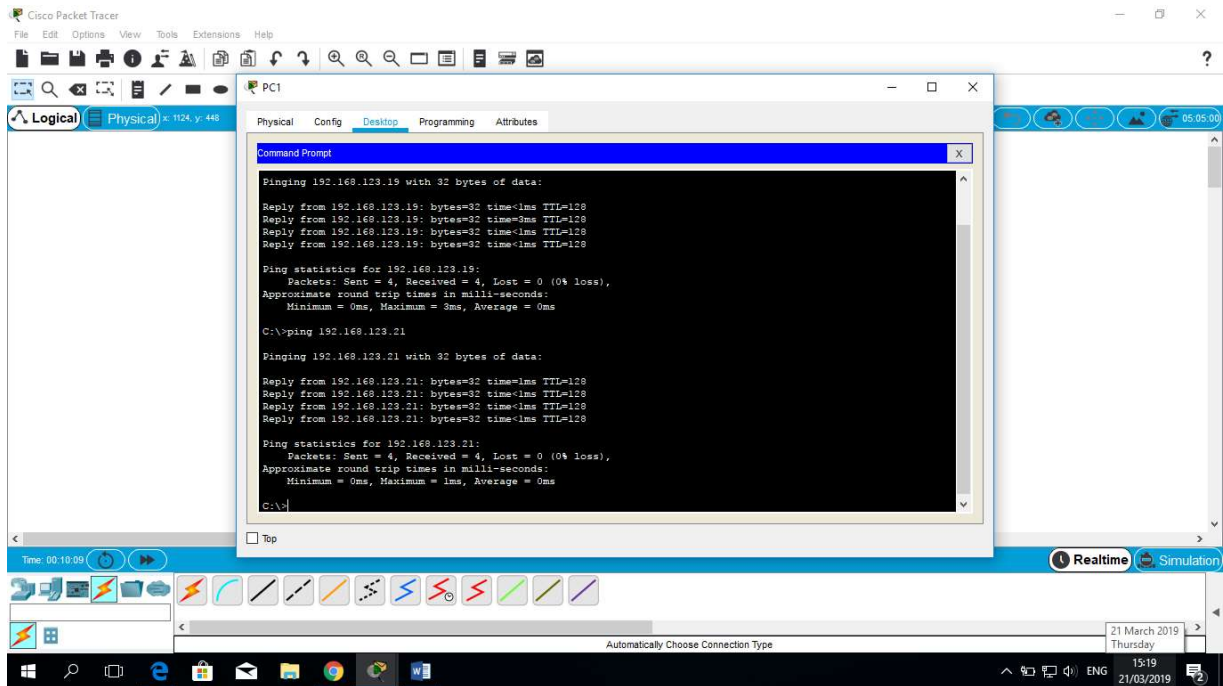 Cisco Packet Tracer
File Edit Options View Tools Extensions Help
PC1
Logical Physical x: 1124, y: 448
05:05:00
Physical Config Desktop Programming Attributes
Command Prompt
X
Pinging 192.168.123.19 with 32 bytes of data:
Reply from 192.168.123.19: bytes=32 time<1ms TTL=128
Reply from 192.168.123.19: bytes=32 time=3ms TTL=128
Reply from 192.168.123.19: bytes=32 time<1ms TTL=128
Reply from 192.168.123.19: bytes=32 time<1ms TTL=128
Ping statistics for 192.168.123.19:
Packets: Sent = 4, Received = 4, Lost = 0 (0% loss),
Approximate round trip times in milli-seconds:
Minimum = 0ms, Maximum = 3ms, Average = 0ms
C:\>ping 192.168.123.21
Pinging 192.168.123.21 with 32 bytes of data:
Reply from 192.168.123.21: bytes=32 time=1ms TTL=128
Reply from 192.168.123.21: bytes=32 time<1ms TTL=128
Reply from 192.168.123.21: bytes=32 time<1ms TTL=128
Reply from 192.168.123.21: bytes=32 time<1ms TTL=128
Ping statistics for 192.168.123.21:
Packets: Sent = 4, Received = 4, Lost = 0 (0% loss),
Approximate round trip times in milli-seconds:
Minimum = 0ms, Maximum = 1ms, Average = 0ms
C:\>
Top
Time: 00:10:09
Realtime Simulation
Automatically Choose Connection Type
21 March 2019
Thursday
ENG
15:19
21/03/2019
2